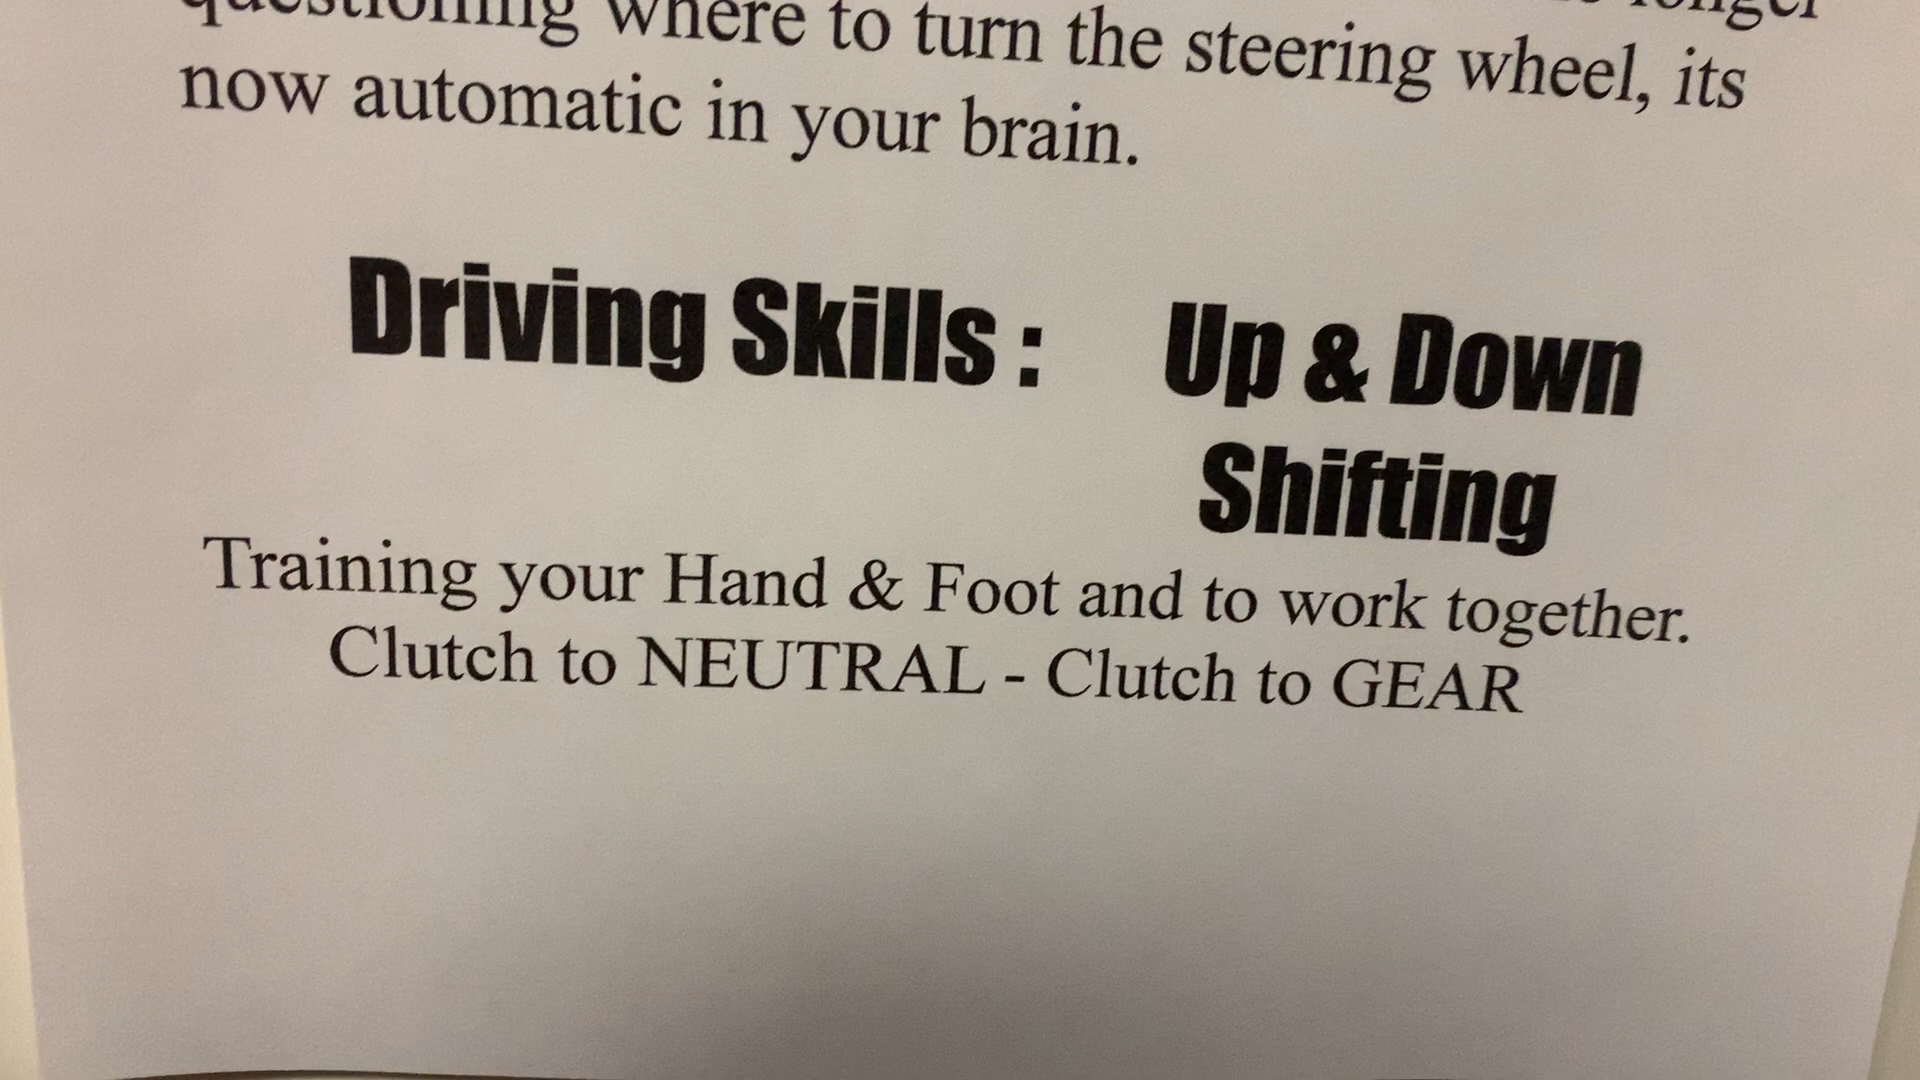 questioning where to turn the steering wheel, its
now automatic in your brain.
Driving Skills : Up & Down
Shifting
Training your Hand & Foot and to work together.
Clutch to NEUTRAL - Clutch to GEAR